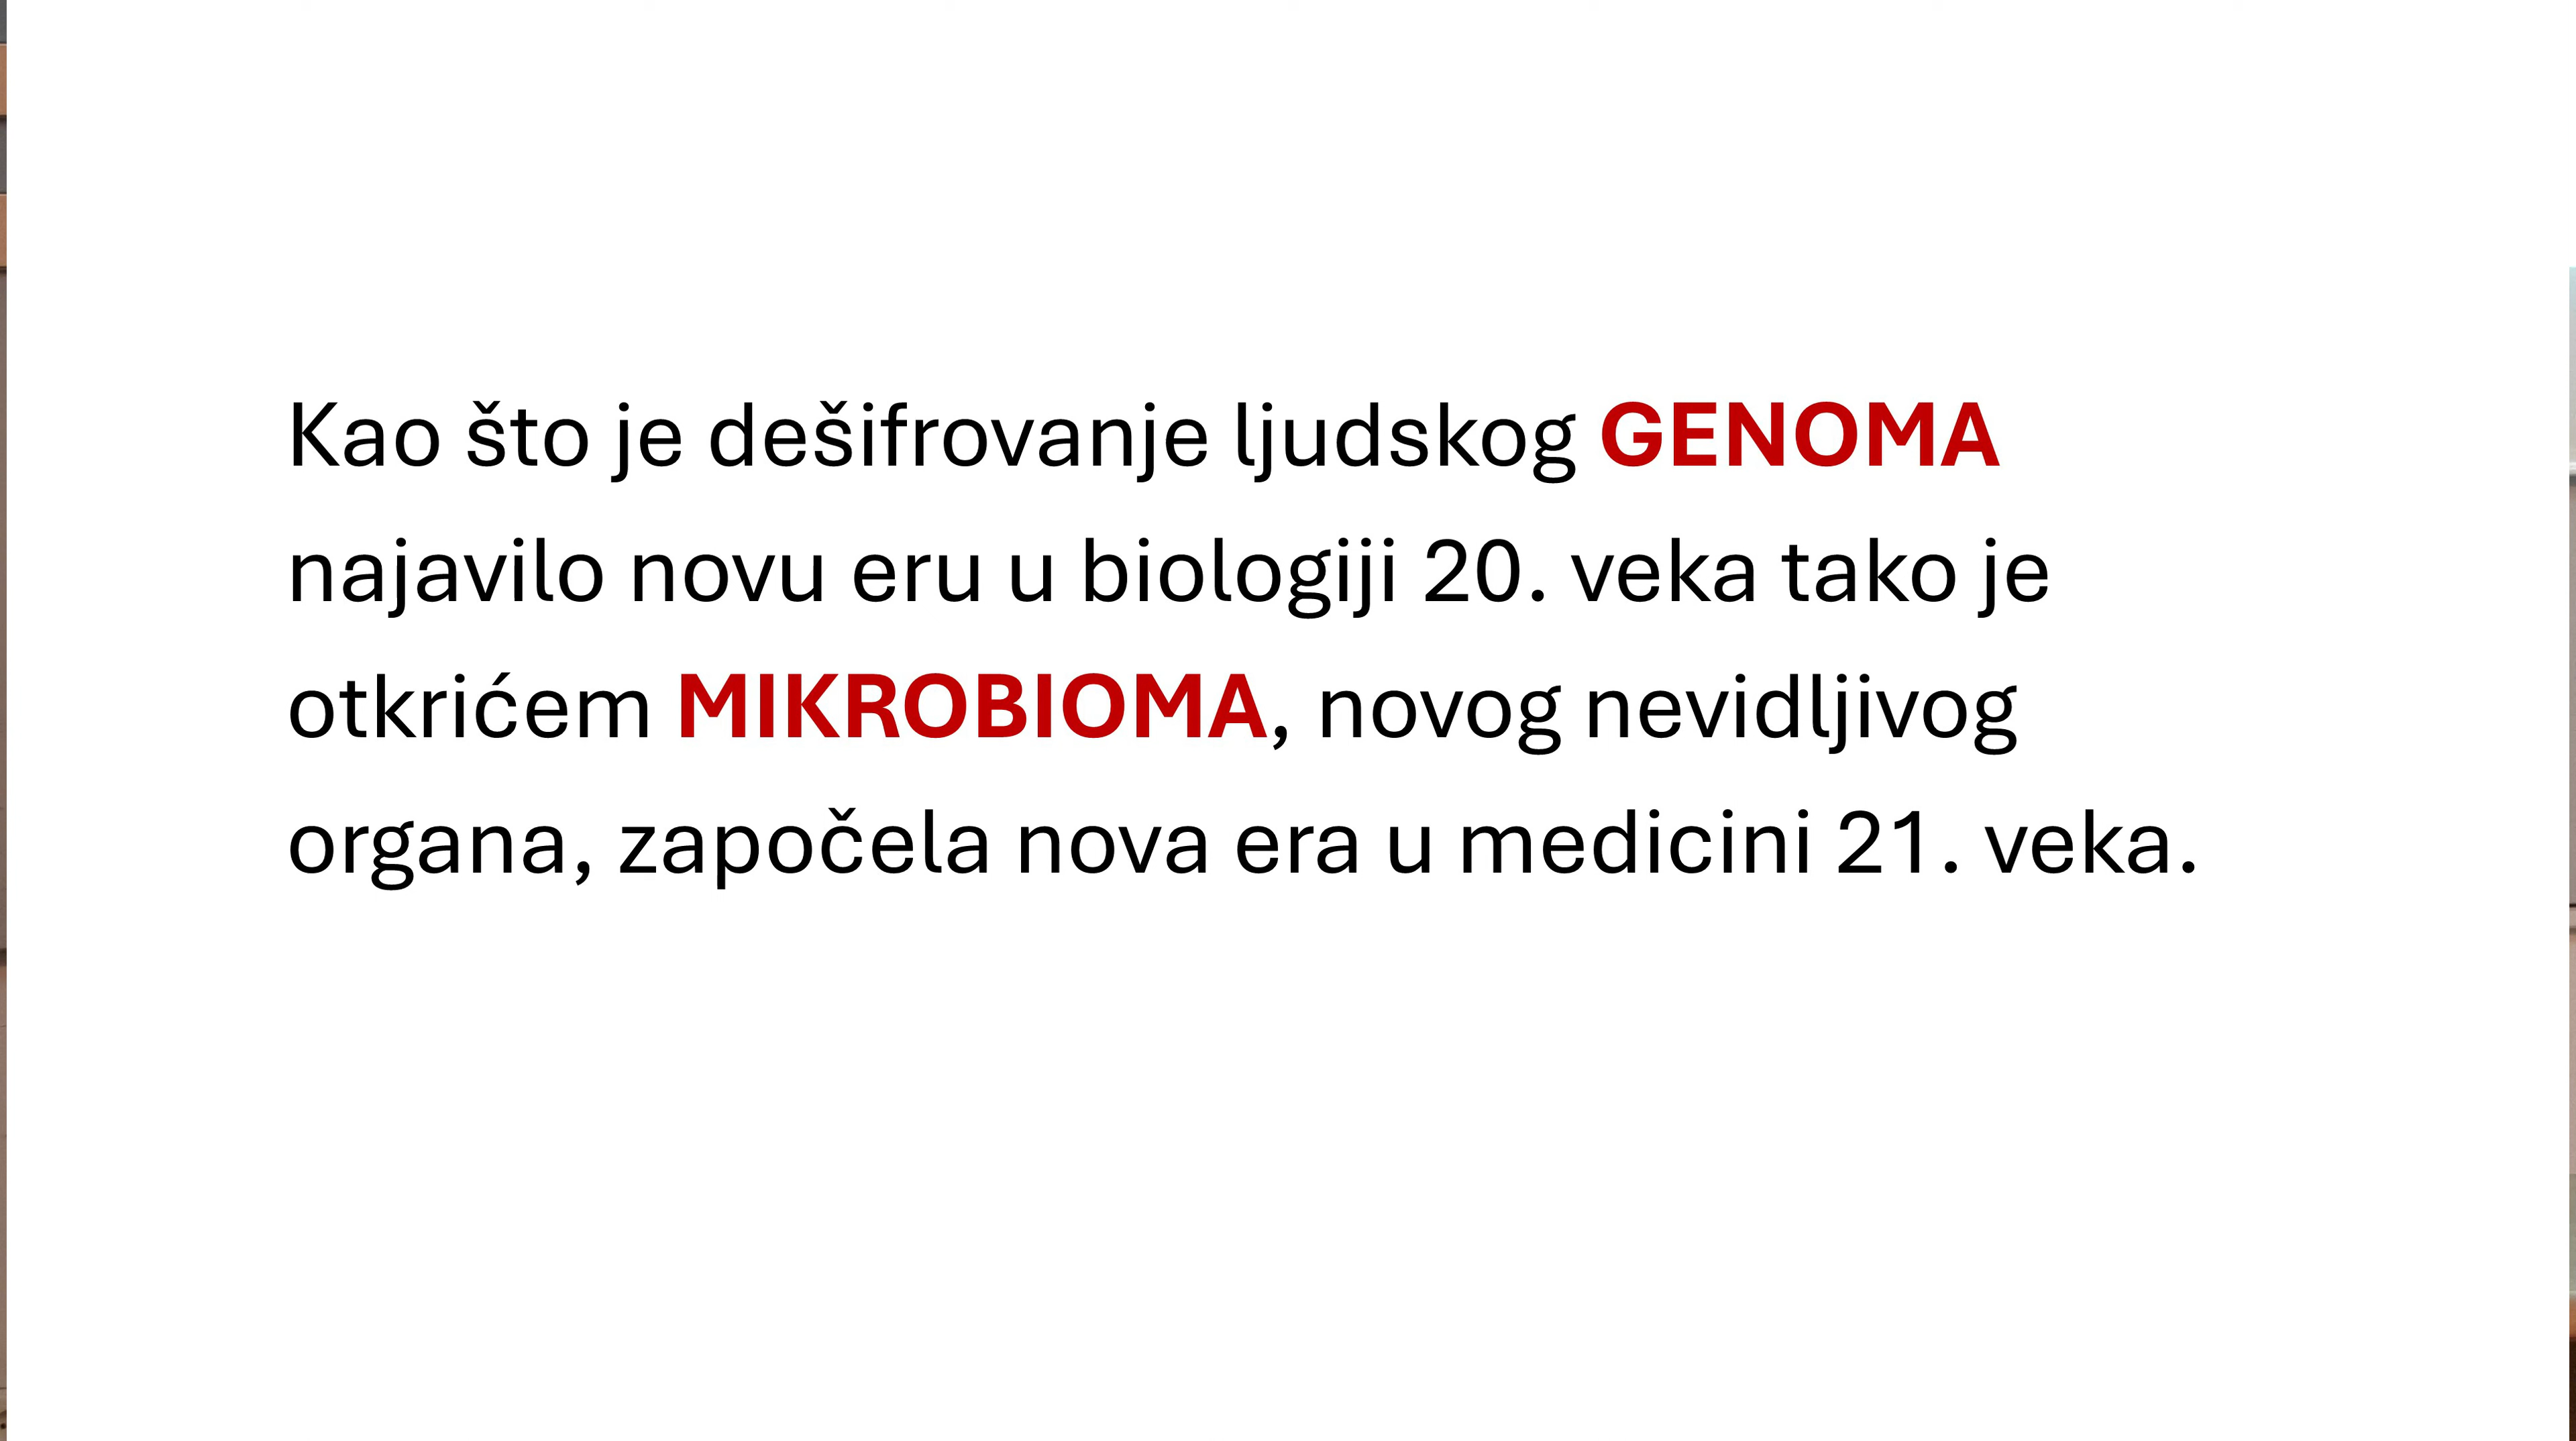 Kao što je dešifrovanje ljudskog GENOMA
najavilo novu eru u biologiji 20. veka tako je
otkrićem MIKROBIOMA, novog nevidljivog
organa, započela nova era u medicini 21. veka.